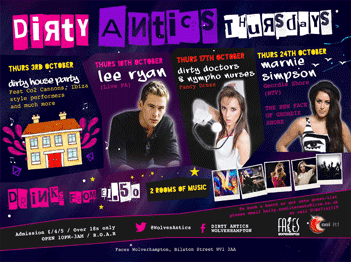 DiRTY ANTiCS THURSDAYS
THURS 3RD OCTOBER
dirty house party
Feat Co2 Cannons, Ibiza
style performers
and much more
THURS 10TH OCTOBER
lee ryan
(Live PA)
THURS 17TH OCTOBER
dirty doctors
& nympho nurses
Fancy Dress
THURS 24TH OCTOBER
marnie
simpson
Geordie Shore
(MTV)
THE NEW FACE
OF GEORDIE
SHORE
DRiNKS FROM £1.50
2 ROOMS OF MUSIC
Admission £/4/5 / Over 18s only
OPEN 10PM-3AM / R.O.A.R
@WolvesAntics
DIRTY ANTICS
WOLVERHAMPTON
FACES
Faces Wolverhampton, Bilston Street WV1 3AA